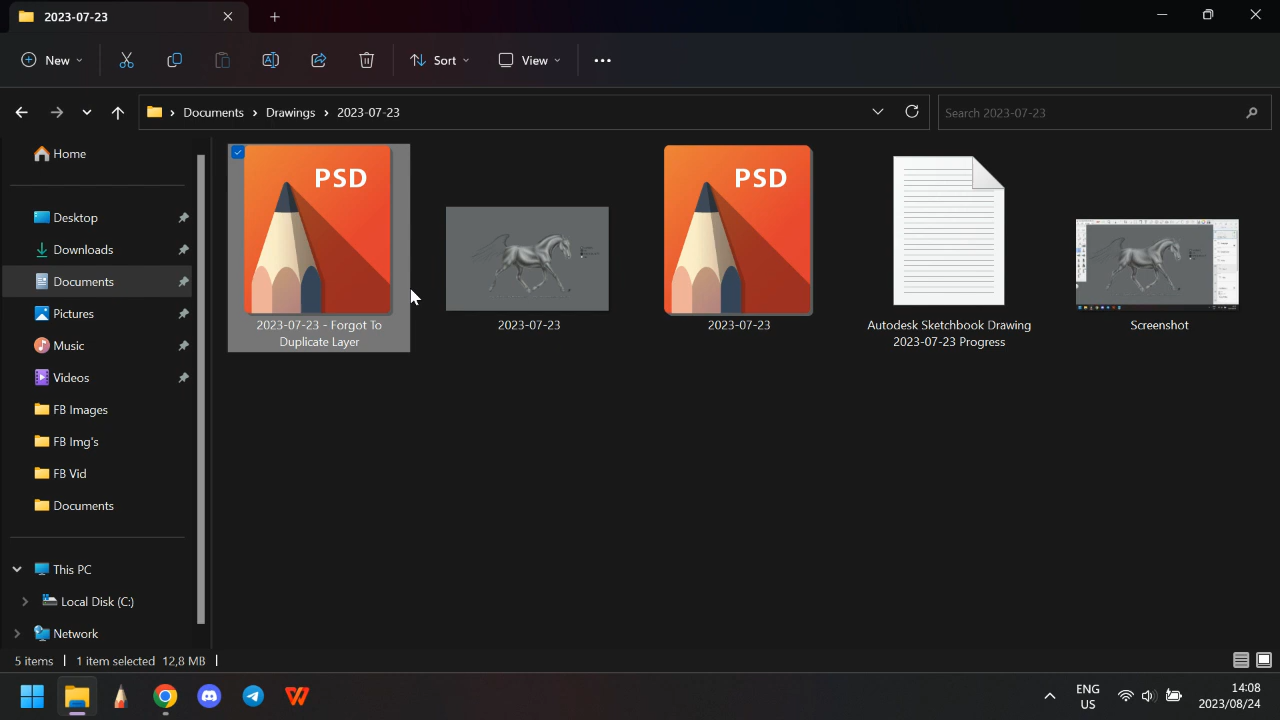 2023-07-23
New
Sort
View
Documents
Drawings
2023-07-23
Search 2023-07-23
Home
Desktop
Downloads
Documents
Pictures
Music
Videos
FB Images
FB Img's
FB Vid
Documents
This PC
Local Disk (C:)
Network
PSD
2023-07-23 - Forgot To
Duplicate Layer
2023-07-23
PSD
2023-07-23
Autodesk Sketchbook Drawing
2023-07-23 Progress
Screenshot
5 items
1 item selected 12,8 MB
ENG
US
14:08
2023/08/24